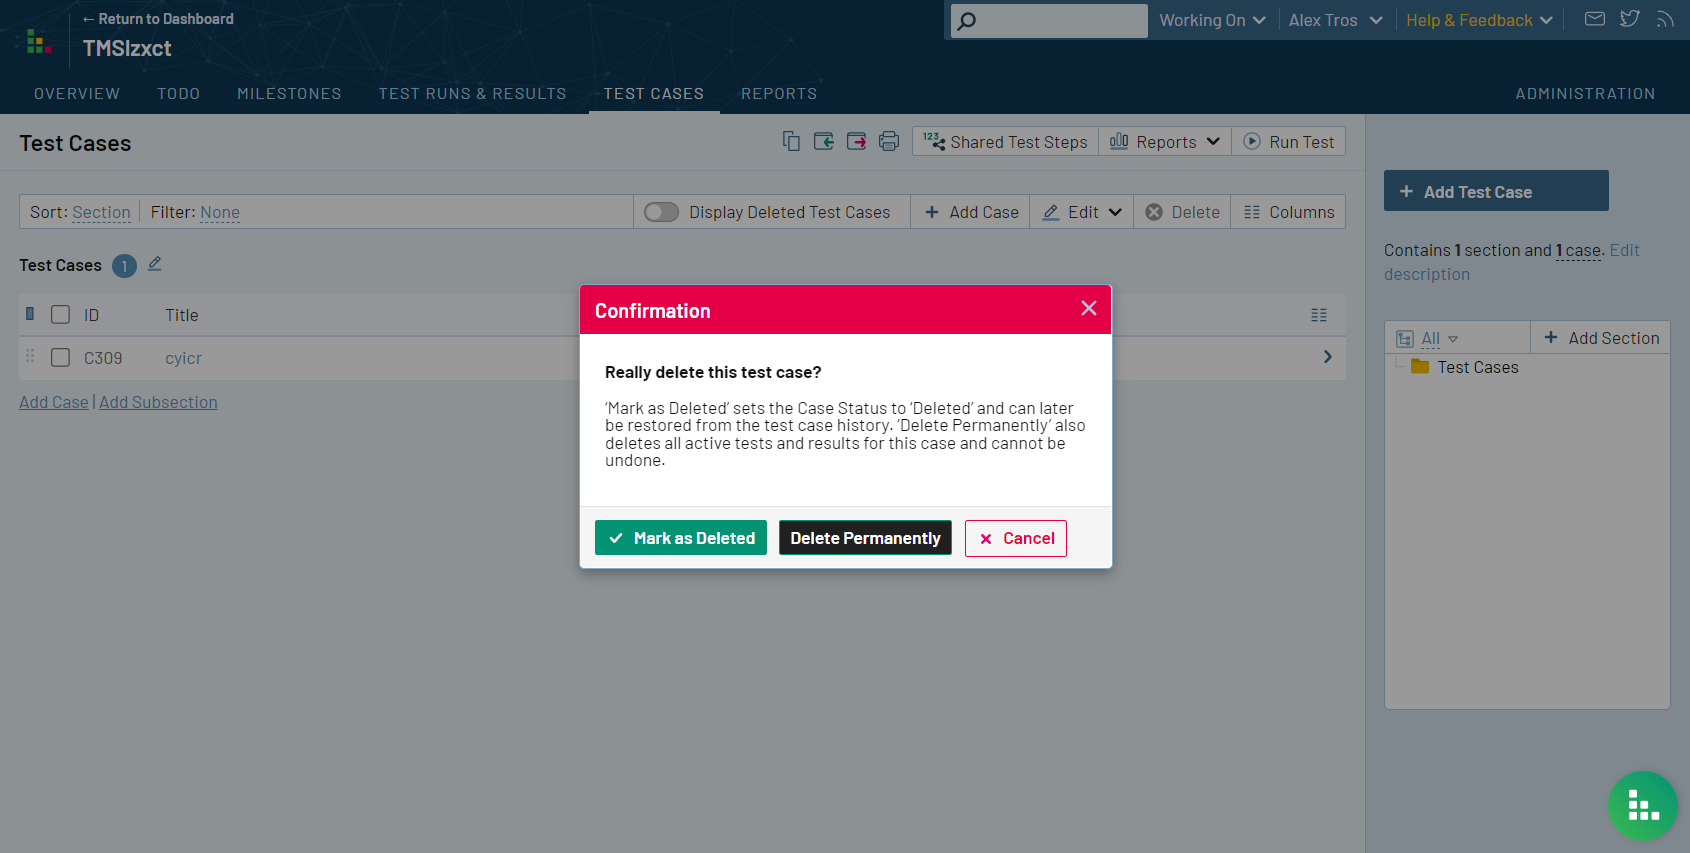 ← Return to Dashboard
TMSlzxct
Working On
Alex Tros
Help & Feedback
OVERVIEW
TODO
MILESTONES
TEST RUNS & RESULTS
TEST CASES
REPORTS
ADMINISTRATION
Test Cases
123
Shared Test Steps
Reports
Run Test
+ Add Test Case
Sort: Section
Filter: None
Display Deleted Test Cases
+ Add Case
Edit
Delete
Columns
Contains 1 section and 1 case. Edit
description
Test Cases 1
ID
Title
C309
cyicr
Add Case | Add Subsection
All
+ Add Section
Test Cases
Confirmation
Really delete this test case?
'Mark as Deleted' sets the Case Status to 'Deleted' and can later
be restored from the test case history. 'Delete Permanently' also
deletes all active tests and results for this case and cannot be
undone.
Mark as Deleted
Delete Permanently
Cancel